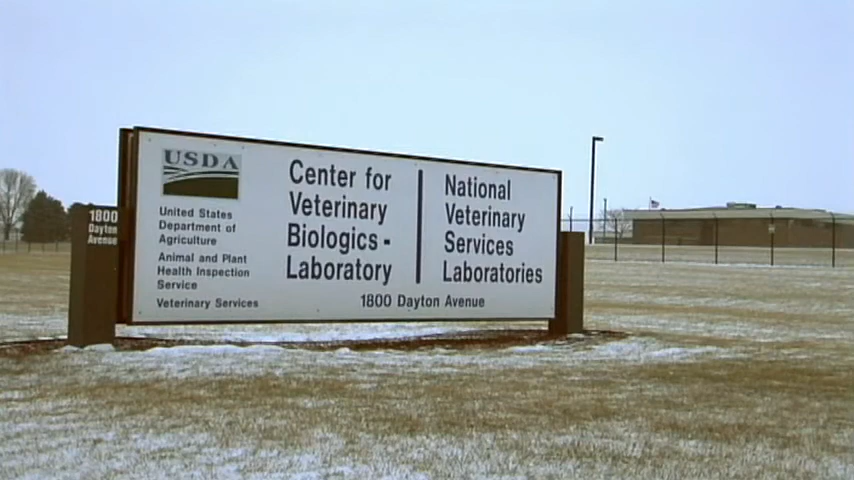 1800
Dayton
Avenue
USDA
United States
Department of
Agriculture
Animal and Plant
Health Inspection
Service
Veterinary Services
Center for
Veterinary
Biologics -
Laboratory
National
Veterinary
Services
Laboratories
1800 Dayton Avenue